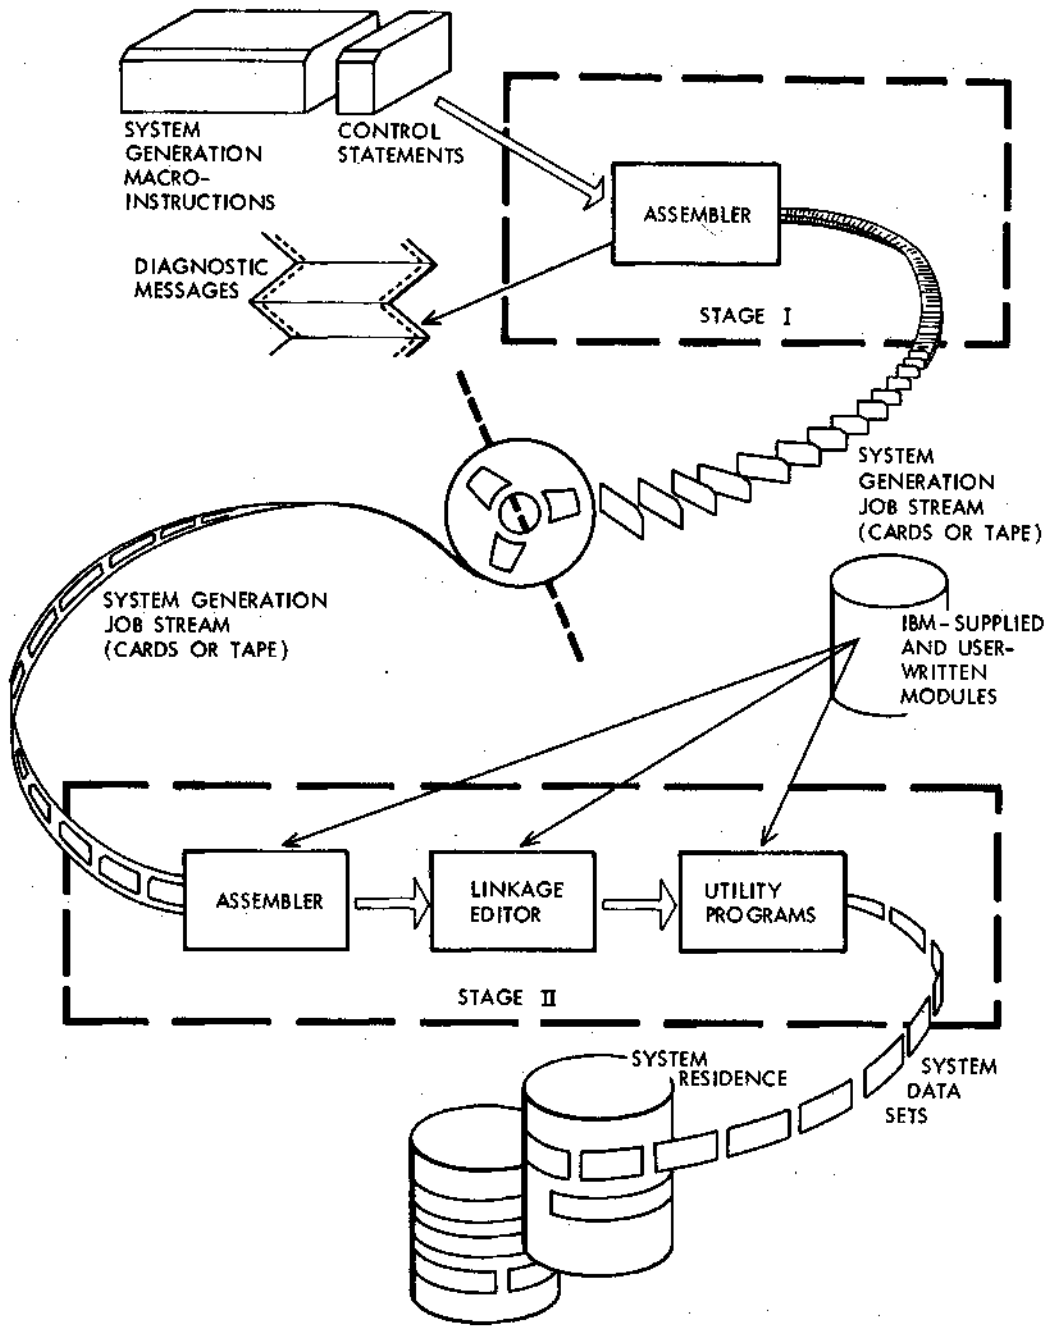 SYSTEM
GENERATION
MACRO-
INSTRUCTIONS
CONTROL
STATEMENTS
ASSEMBLER
STAGE I
DIAGNOSTIC
MESSAGES
SYSTEM
GENERATION
JOB STREAM
(CARDS OR TAPE)
SYSTEM GENERATION
JOB STREAM
(CARDS OR TAPE)
IBM-SUPPLIED
AND USER-
WRITTEN
MODULES
ASSEMBLER
LINKAGE
EDITOR
UTILITY
PROGRAMS
STAGE II
SYSTEM
RESIDENCE
SYSTEM
DATA
SETS